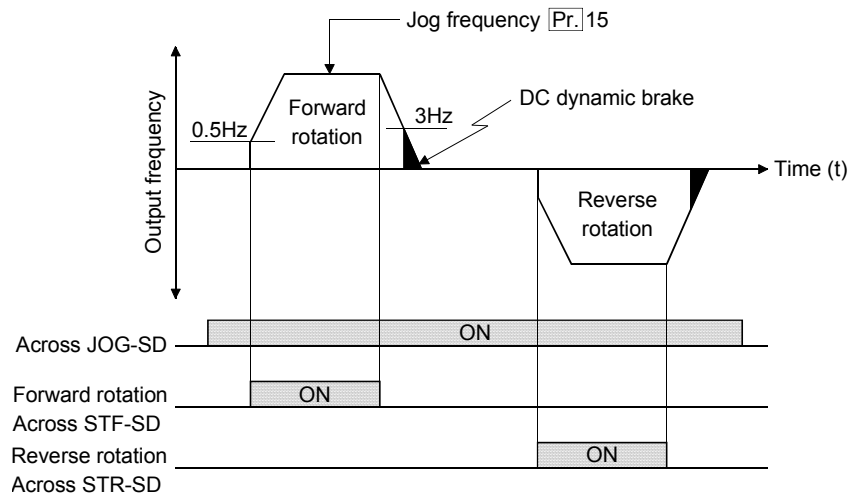 Jog frequency Pr. 15
DC dynamic brake
Forward
rotation
3Hz
0.5Hz
Output frequency
Time (t)
Reverse
rotation
ON
Across JOG-SD
Forward rotation
ON
Across STF-SD
Reverse rotation
ON
Across STR-SD